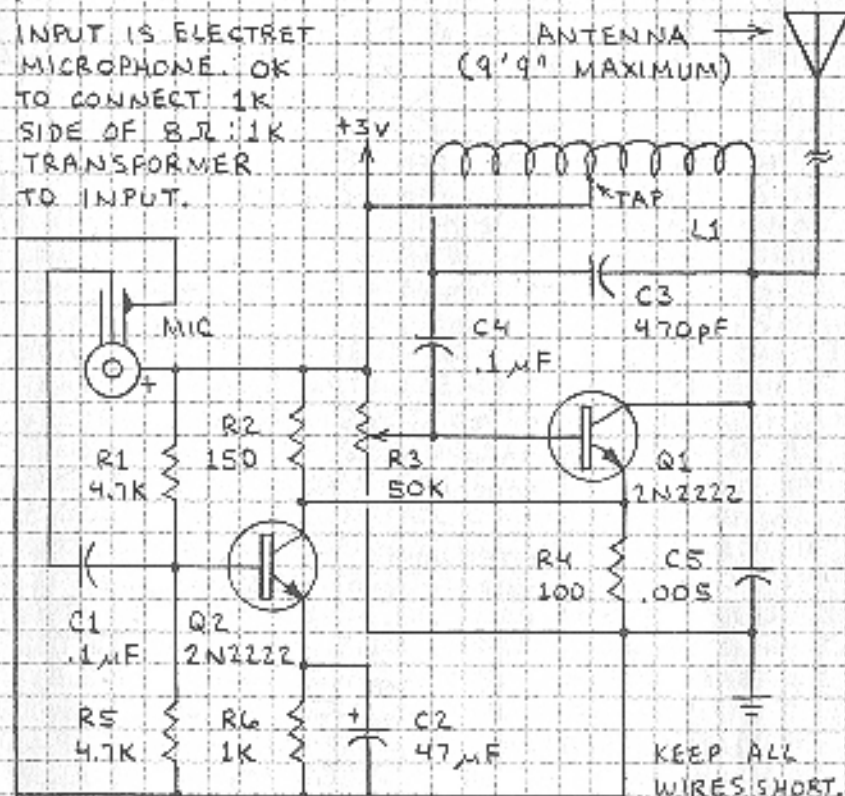 INPUT IS ELECTRET
MICROPHONE. OK
TO CONNECT 1K
SIDE OF 8Ω:1K
TRANSFORMER
TO INPUT.
ANTENNA →
(9'9" MAXIMUM)
+3V
TAP
L1
MIC
+
C3
470pF
C4
.1µF
R1
4.7K
R2
150
R3
50K
Q1
2N2222
R4
100
C5
.005
C1
.1µF
Q2
2N2222
R5
4.7K
R6
1K
+
C2
47µF
KEEP ALL
WIRES SHORT.